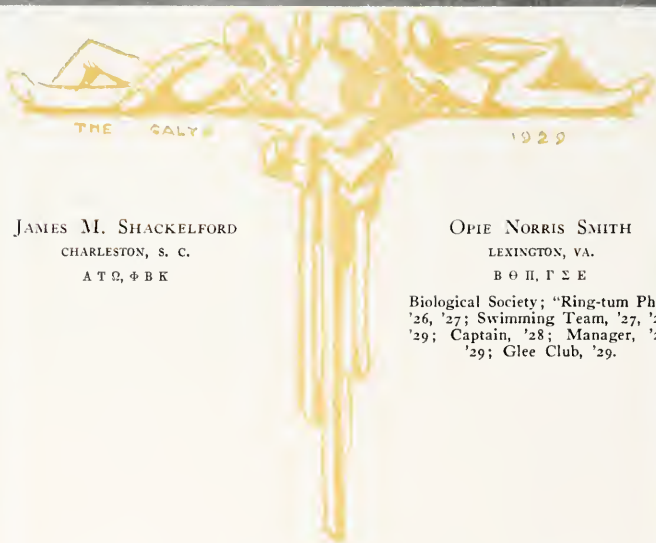 THE CALYX
1929
JAMES M. SHACKELFORD
CHARLESTON, S. C.
Α Τ Ω, Φ Β Κ
OPIE NORRIS SMITH
LEXINGTON, VA.
Β Θ Π, Γ Σ Ε
Biological Society; "Ring-tum Ph
'26, '27; Swimming Team, '27,
'29; Captain, '28; Manager,
'29; Glee Club, '29.